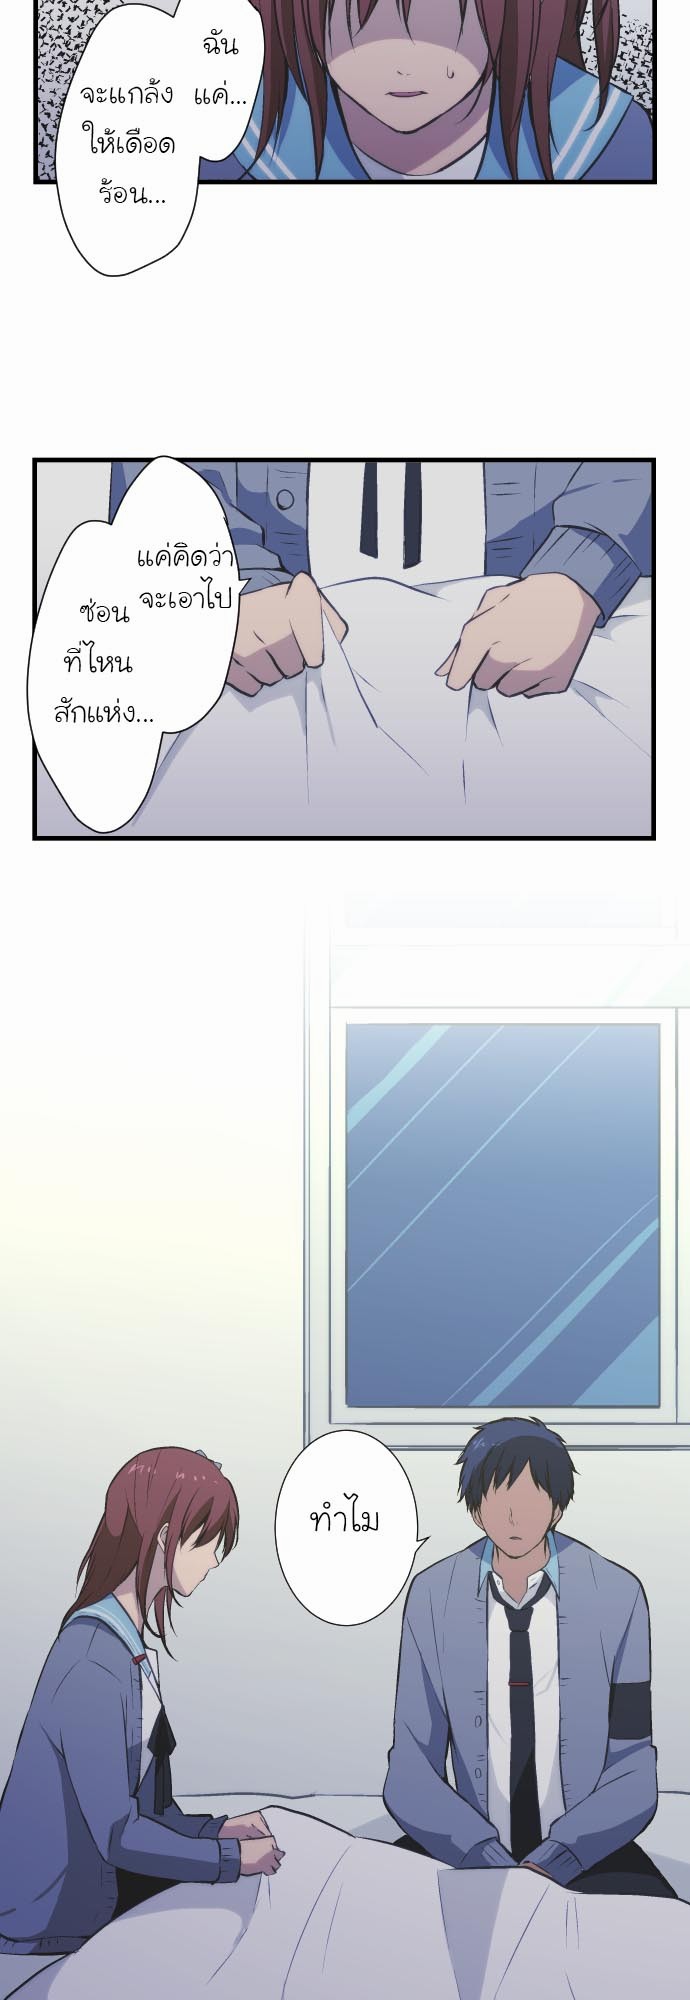 ฉัน
แค่...
จะแกล้ง
ให้เดือด
ร้อน...
แค่คิดว่า
จะเอาไป
ซ่อน
ที่ไหน
สักแห่ง...
ทำไม